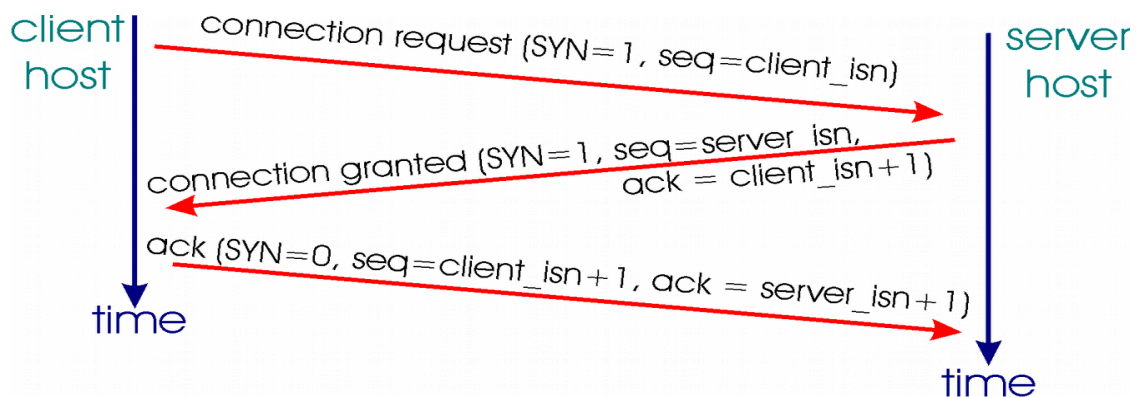 client
host
connection request (SYN=1, seq=client_isn)
server
host
connection granted (SYN=1, seq=server_isn,
ack = client_isn+1)
ack (SYN=0, seq=client_isn+1, ack = server_isn+1)
time
time